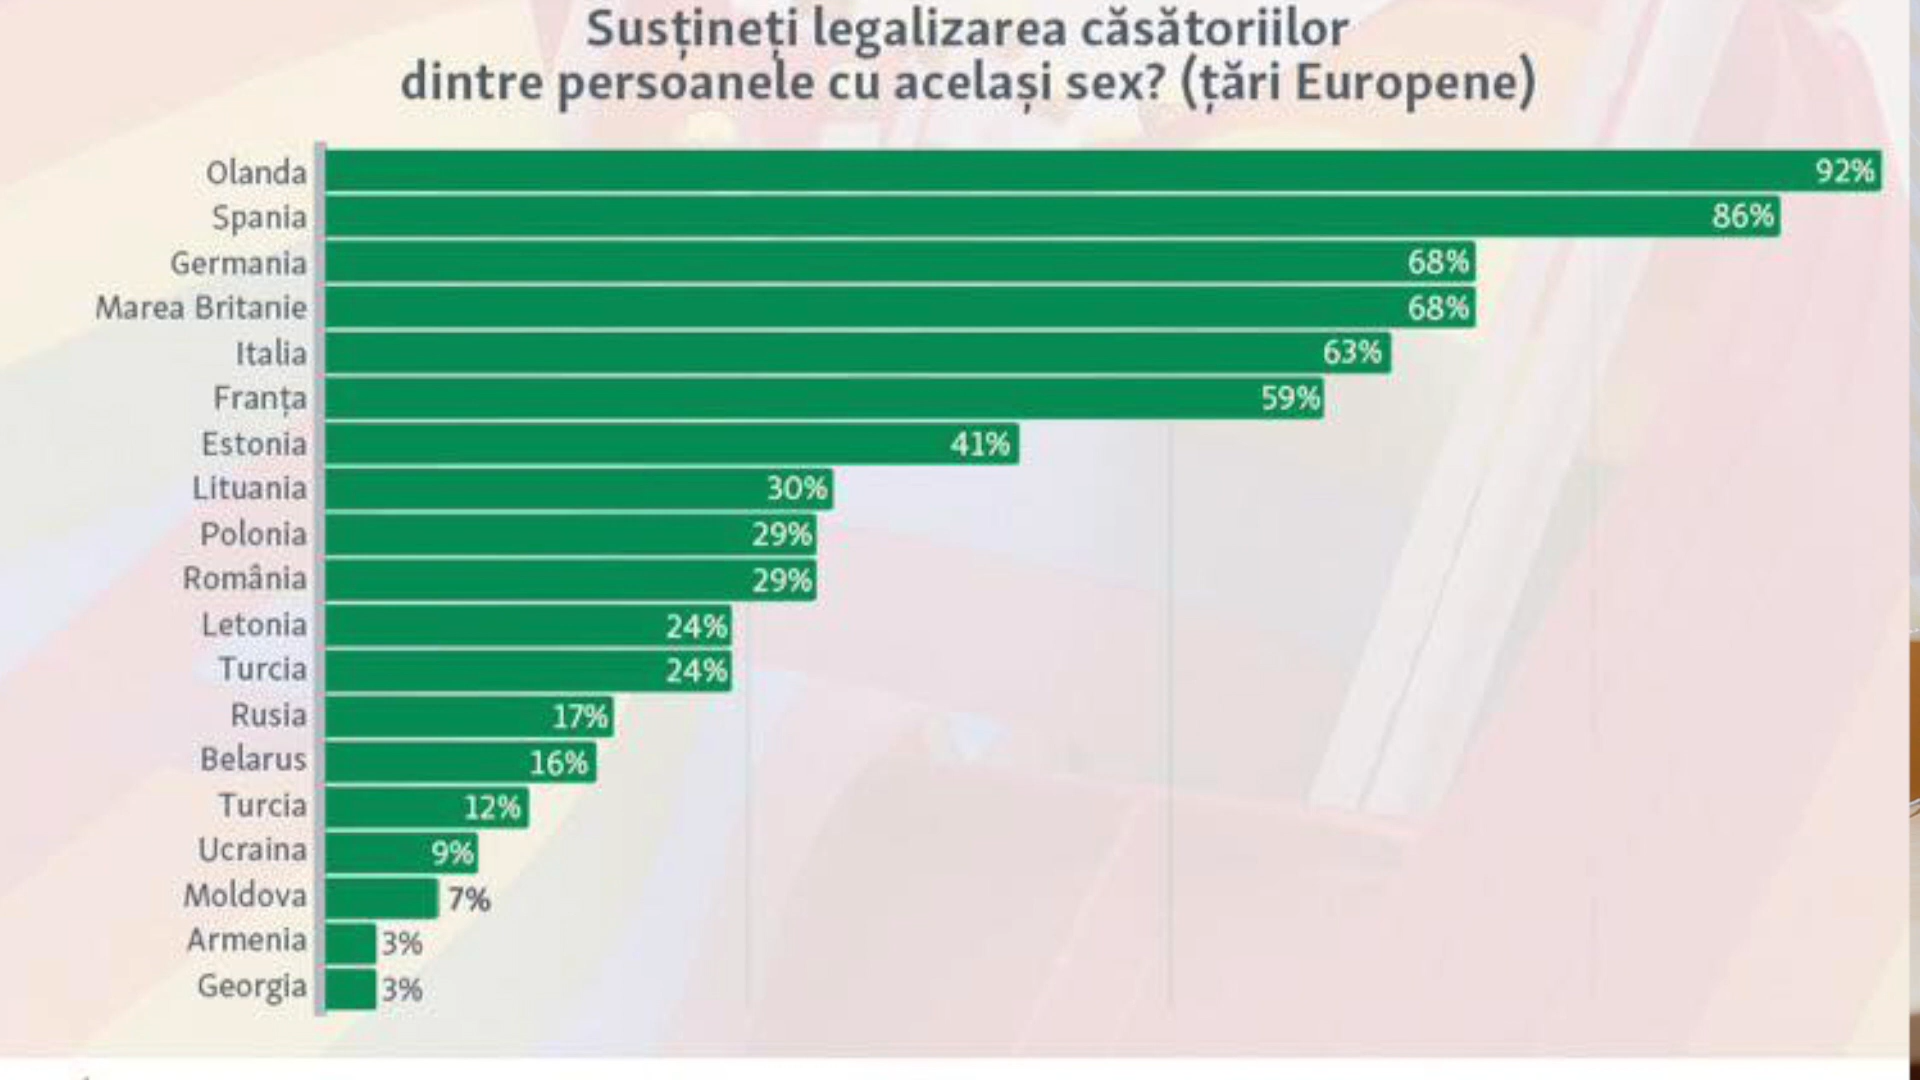 Susțineți legalizarea căsătoriilor
dintre persoanele cu același sex? (țări Europene)
Olanda 92%
Spania 86%
Germania 68%
Marea Britanie 68%
Italia 63%
Franța 59%
Estonia 41%
Lituania 30%
Polonia 29%
România 29%
Letonia 24%
Turcia 24%
Rusia 17%
Belarus 16%
Turcia 12%
Ucraina 9%
Moldova 7%
Armenia 3%
Georgia 3%